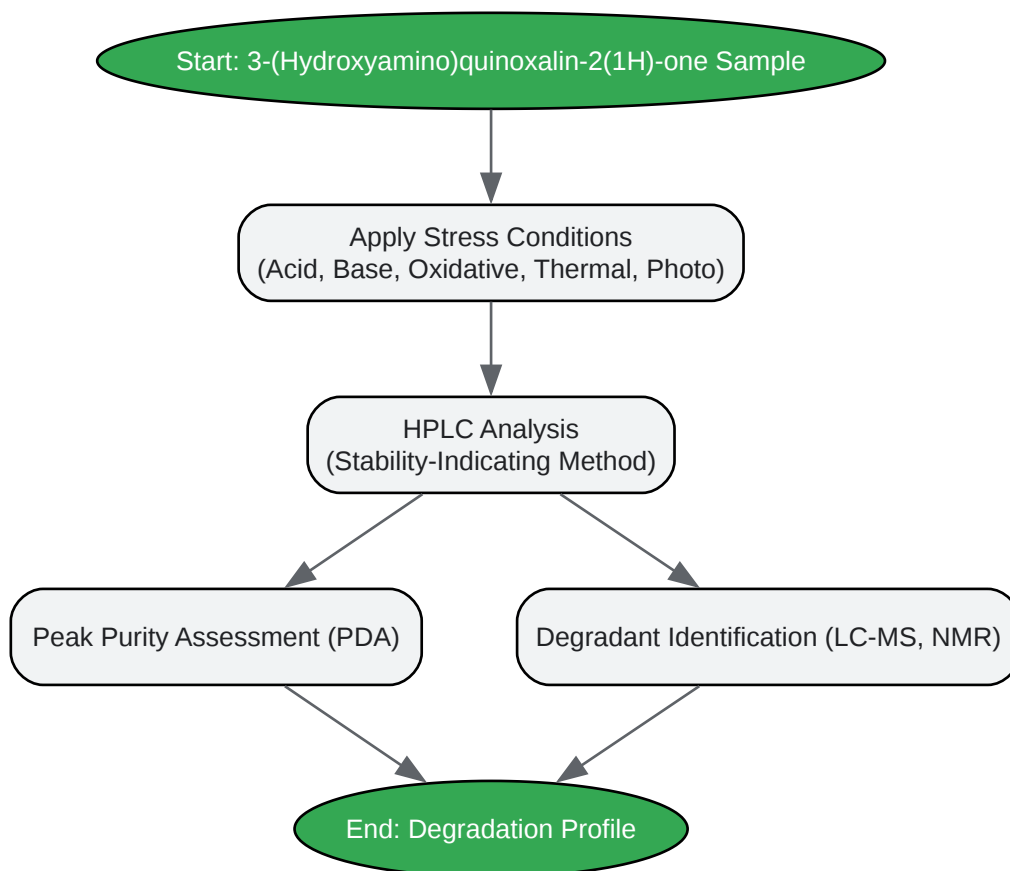 Start: 3-(Hydroxyamino)quinoxalin-2(1H)-one Sample
Apply Stress Conditions
(Acid, Base, Oxidative, Thermal, Photo)
HPLC Analysis
(Stability-Indicating Method)
Peak Purity Assessment (PDA)
Degradant Identification (LC-MS, NMR)
End: Degradation Profile